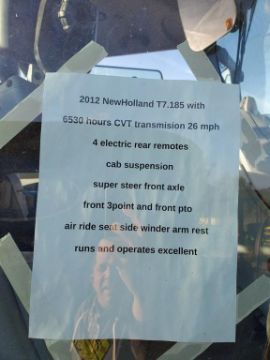 2012 NewHolland T7.185 with
6530 hours CVT transmision 26 mph
4 electric rear remotes
cab suspension
super steer front axle
front 3point and front pto
air ride seat side winder arm rest
runs and operates excellent